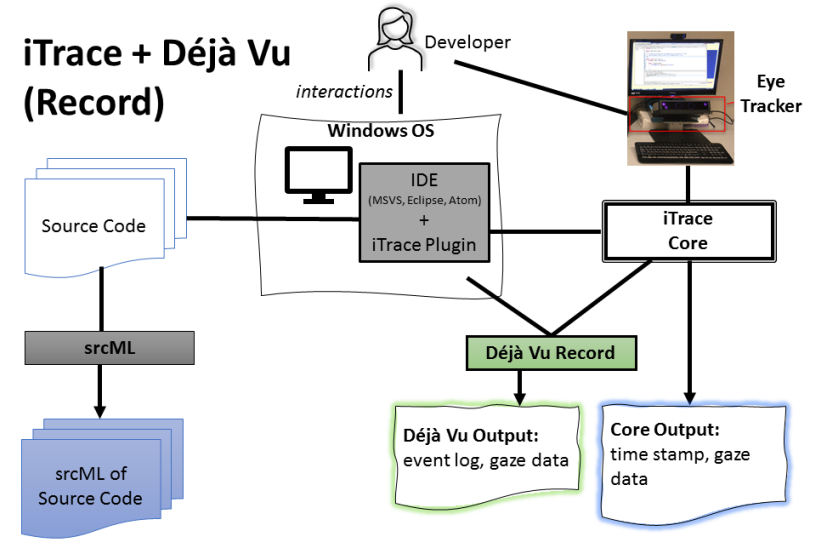 iTrace + Déjà Vu
(Record)
Developer
interactions
Eye
Tracker
Windows OS
IDE
(MSVS, Eclipse, Atom)
+
iTrace Plugin
Source Code
iTrace
Core
srcML
Déjà Vu Record
srcML of
Source Code
Déjà Vu Output:
event log, gaze data
Core Output:
time stamp, gaze
data